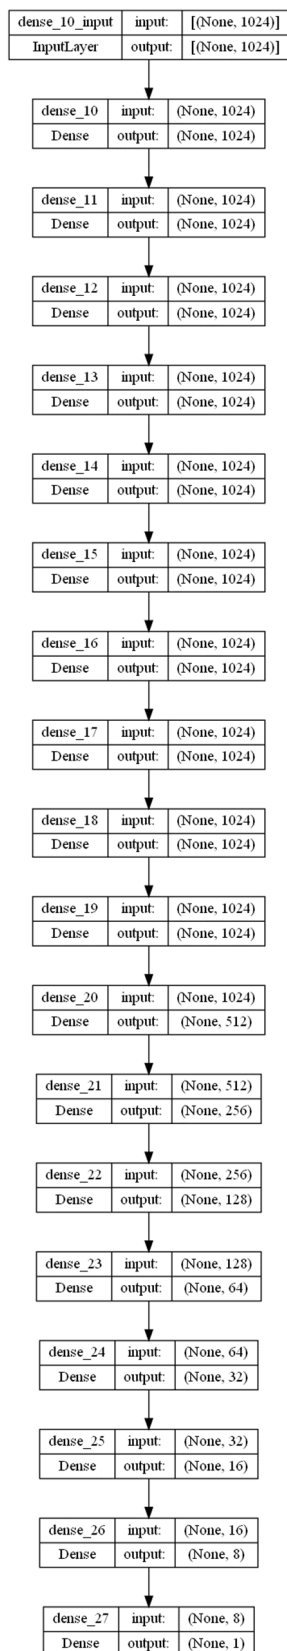 dense_10_input input: [(None, 1024)]
InputLayer output: [(None, 1024)]
dense_10 input: (None, 1024)
Dense output: (None, 1024)
dense_11 input: (None, 1024)
Dense output: (None, 1024)
dense_12 input: (None, 1024)
Dense output: (None, 1024)
dense_13 input: (None, 1024)
Dense output: (None, 1024)
dense_14 input: (None, 1024)
Dense output: (None, 1024)
dense_15 input: (None, 1024)
Dense output: (None, 1024)
dense_16 input: (None, 1024)
Dense output: (None, 1024)
dense_17 input: (None, 1024)
Dense output: (None, 1024)
dense_18 input: (None, 1024)
Dense output: (None, 1024)
dense_19 input: (None, 1024)
Dense output: (None, 1024)
dense_20 input: (None, 1024)
Dense output: (None, 512)
dense_21 input: (None, 512)
Dense output: (None, 256)
dense_22 input: (None, 256)
Dense output: (None, 128)
dense_23 input: (None, 128)
Dense output: (None, 64)
dense_24 input: (None, 64)
Dense output: (None, 32)
dense_25 input: (None, 32)
Dense output: (None, 16)
dense_26 input: (None, 16)
Dense output: (None, 8)
dense_27 input: (None, 8)
Dense output: (None, 1)